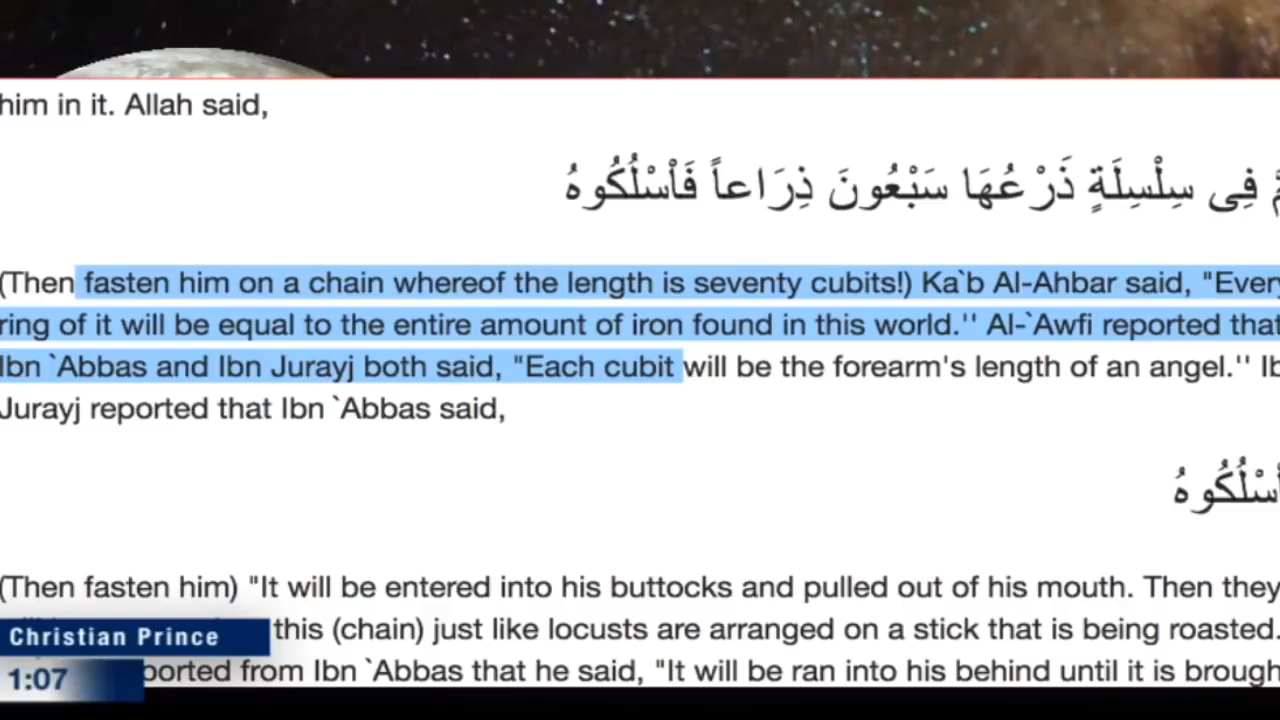 him in it. Allah said,
فِى سِلْسِلَةٍ ذَرْعُهَا سَبْعُونَ ذِرَاعاً فَاْسْلُكُوهُ
(Then fasten him on a chain whereof the length is seventy cubits!) Ka`b Al-Ahbar said, "Every
ring of it will be equal to the entire amount of iron found in this world.'' Al-`Awfi reported that
Ibn `Abbas and Ibn Jurayj both said, "Each cubit will be the forearm's length of an angel.''
Jurayj reported that Ibn `Abbas said,
(Then fasten him) "It will be entered into his buttocks and pulled out of his mouth. Then they
this (chain) just like locusts are arranged on a stick that is being roasted.
Christian Prince
from Ibn `Abbas that he said, "It will be ran into his behind until it is
1:07